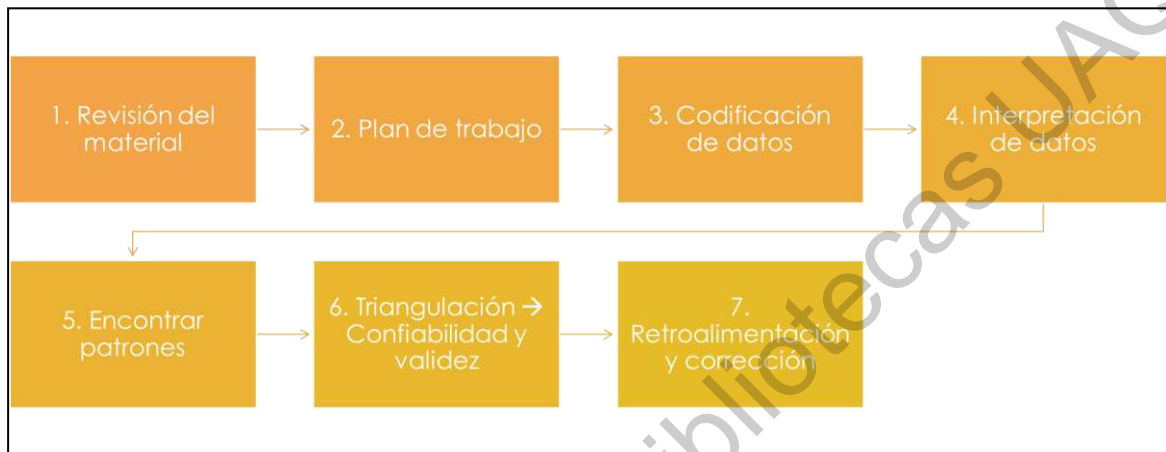 1. Revisión del
material
2. Plan de trabajo
3. Codificación
de datos
4. Interpretación
de datos
5. Encontrar
patrones
6. Triangulación →
Confiabilidad y
validez
7.
Retroalimentación
y corrección